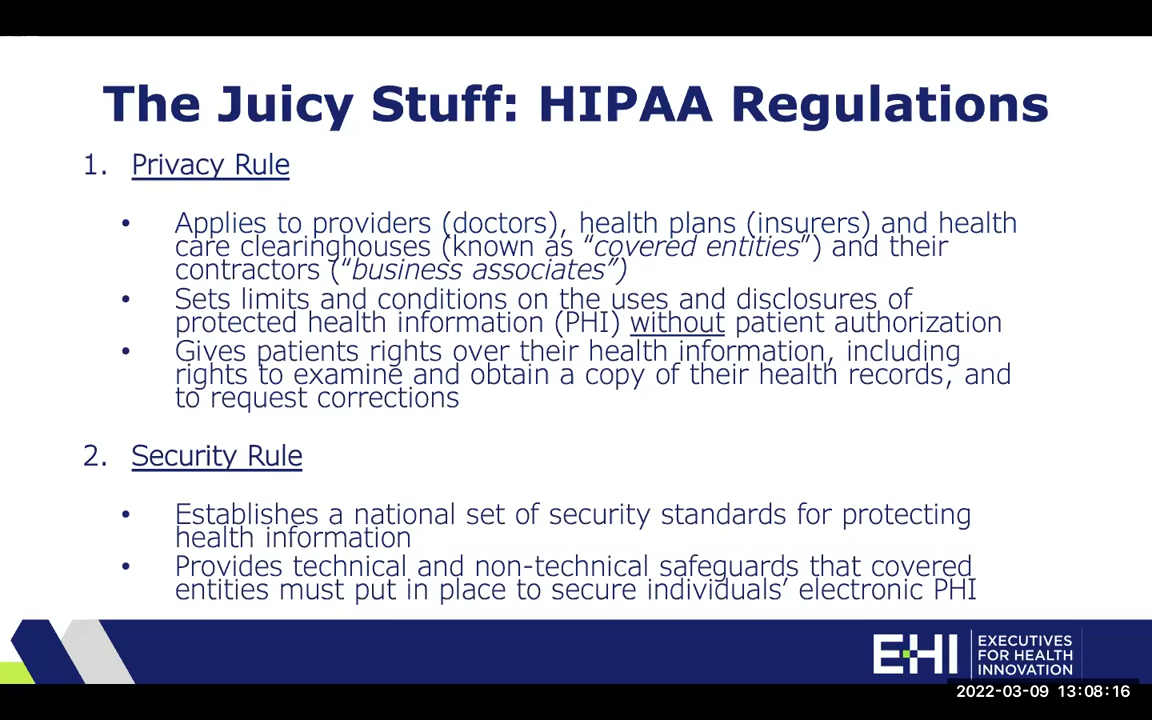 The Juicy Stuff: HIPAA Regulations
1. Privacy Rule
• Applies to providers (doctors), health plans (insurers) and health
care clearinghouses (known as “covered entities”) and their
contractors (“business associates”)
• Sets limits and conditions on the uses and disclosures of
protected health information (PHI) without patient authorization
• Gives patients rights over their health information, including
rights to examine and obtain a copy of their health records, and
to request corrections
2. Security Rule
• Establishes a national set of security standards for protecting
health information
• Provides technical and non-technical safeguards that covered
entities must put in place to secure individuals’ electronic PHI
EHI
EXECUTIVES
FOR HEALTH
INNOVATION
2022-03-09 13:08:16